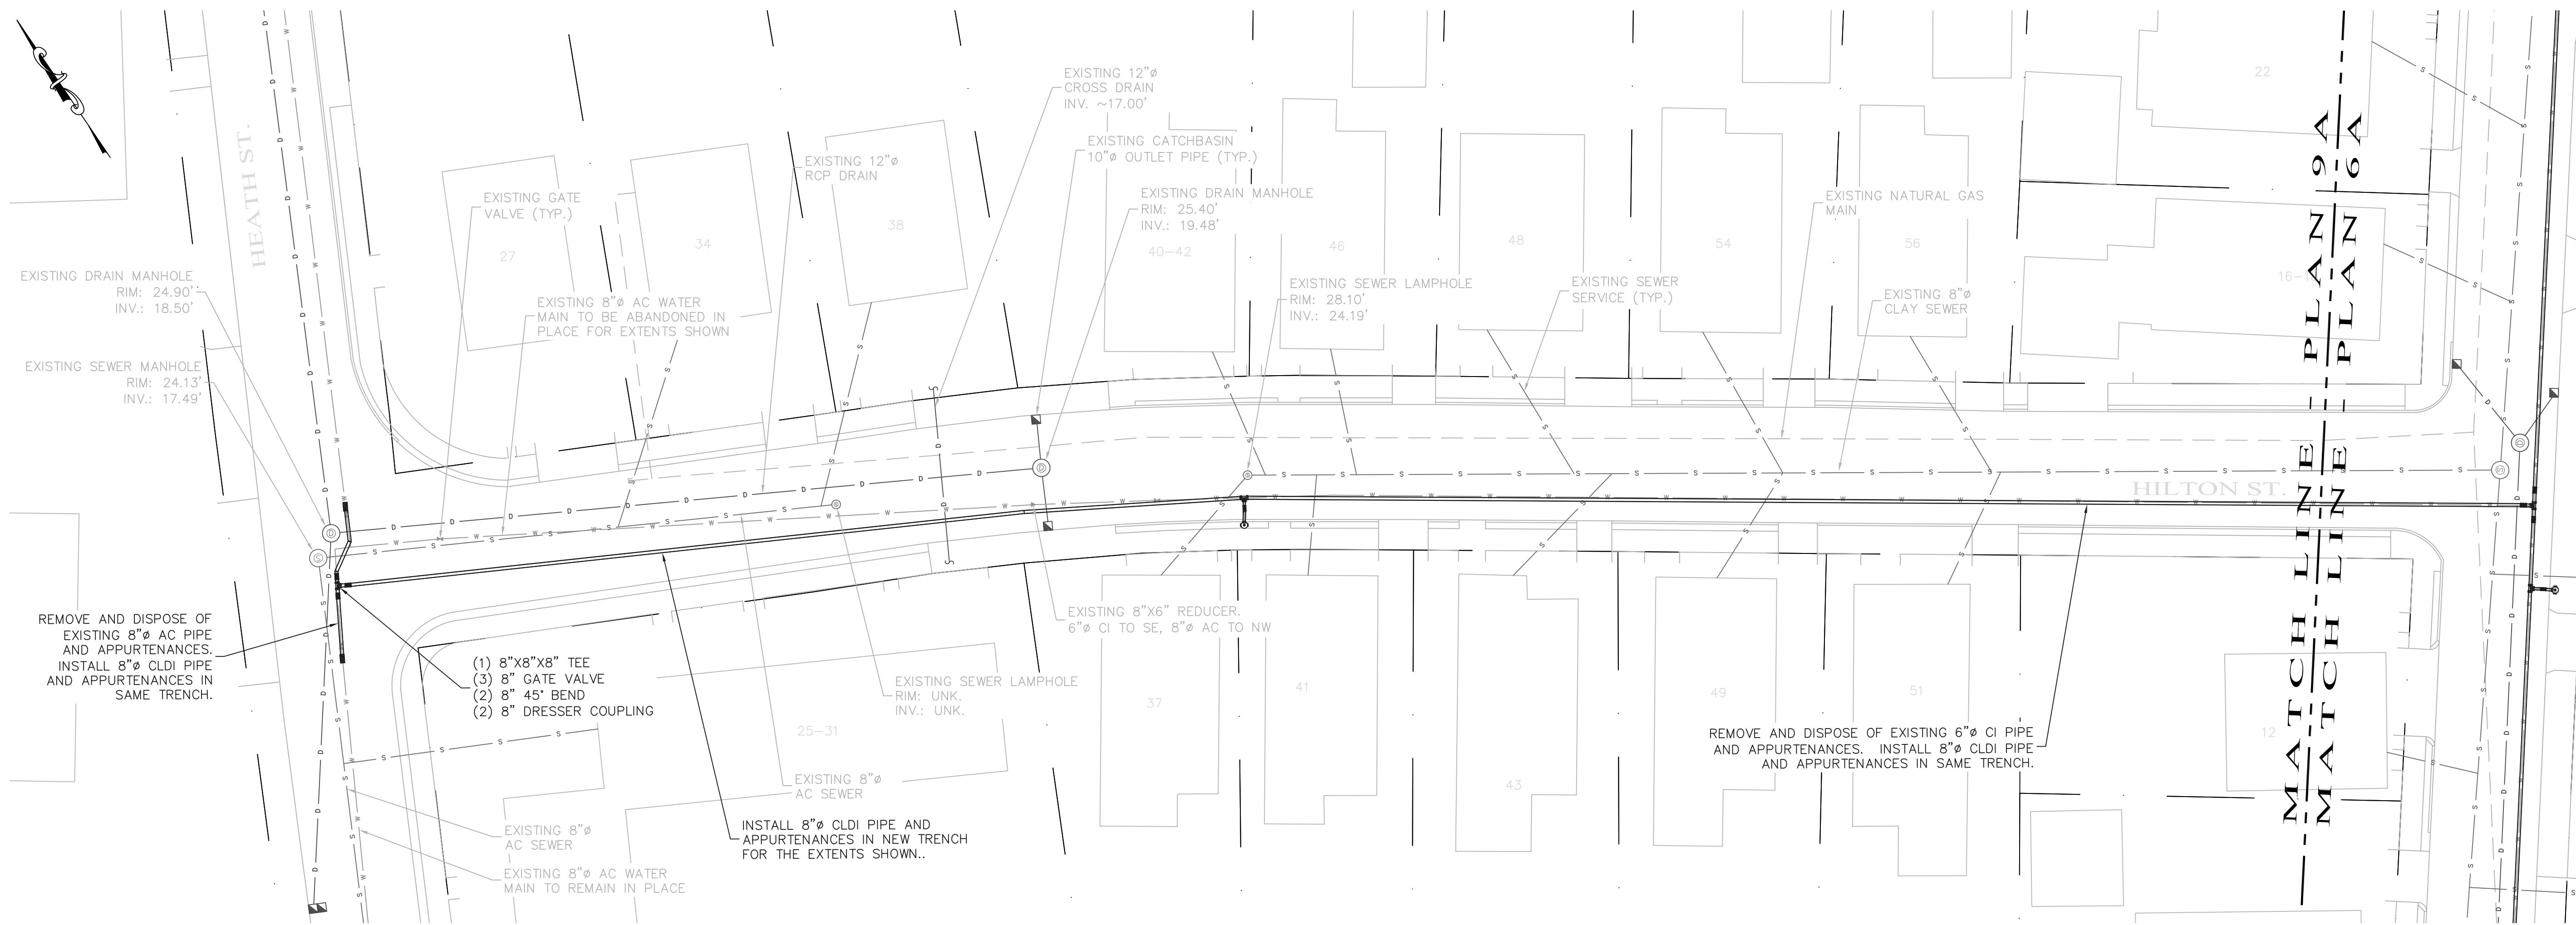 HEATH ST.
22
EXISTING 12"ø
CROSS DRAIN
INV. ~17.00'
EXISTING CATCHBASIN
10"ø OUTLET PIPE (TYP.)
EXISTING 12"ø
RCP DRAIN
EXISTING DRAIN MANHOLE
RIM: 25.40'
INV.: 19.48'
EXISTING GATE
VALVE (TYP.)
EXISTING NATURAL GAS
MAIN
27
34
38
40-42
46
48
54
56
EXISTING DRAIN MANHOLE
RIM: 24.90'
INV.: 18.50'
EXISTING 8"ø AC WATER
MAIN TO BE ABANDONED IN
PLACE FOR EXTENTS SHOWN
EXISTING SEWER LAMPHOLE
RIM: 28.10'
INV.: 24.19'
EXISTING SEWER
SERVICE (TYP.)
EXISTING 8"ø
CLAY SEWER
EXISTING SEWER MANHOLE
RIM: 24.13'
INV.: 17.49'
HILTON ST.
MATCH LINE PLAN 9A
MATCH LINE PLAN 6A
REMOVE AND DISPOSE OF
EXISTING 8"ø AC PIPE
AND APPURTENANCES.
INSTALL 8"ø CLDI PIPE
AND APPURTENANCES IN
SAME TRENCH.
(1) 8"X8"X8" TEE
(3) 8" GATE VALVE
(2) 8" 45° BEND
(2) 8" DRESSER COUPLING
EXISTING 8"X6" REDUCER.
6"ø CI TO SE, 8"ø AC TO NW
EXISTING SEWER LAMPHOLE
RIM: UNK.
INV.: UNK.
25-31
37
41
43
49
51
12
REMOVE AND DISPOSE OF EXISTING 6"ø CI PIPE
AND APPURTENANCES. INSTALL 8"ø CLDI PIPE
AND APPURTENANCES IN SAME TRENCH.
EXISTING 8"ø
AC SEWER
INSTALL 8"ø CLDI PIPE AND
APPURTENANCES IN NEW TRENCH
FOR THE EXTENTS SHOWN..
EXISTING 8"ø
AC SEWER
EXISTING 8"ø AC WATER
MAIN TO REMAIN IN PLACE